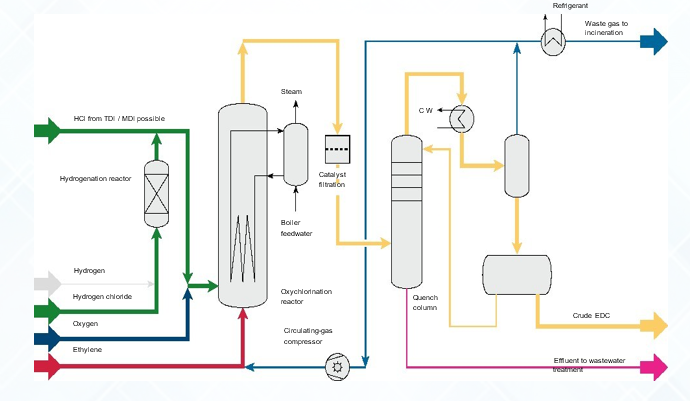 Refrigerant
Waste gas to
incineration
Steam
C W
HCl from TDI / MDI possible
Catalyst
filtration
Hydrogenation reactor
Boiler
feedwater
Hydrogen
Hydrogen chloride
Oxychlorination
reactor
Quench
column
Crude EDC
Oxygen
Circulating-gas
compressor
Ethylene
Effluent to wastewater
treatment